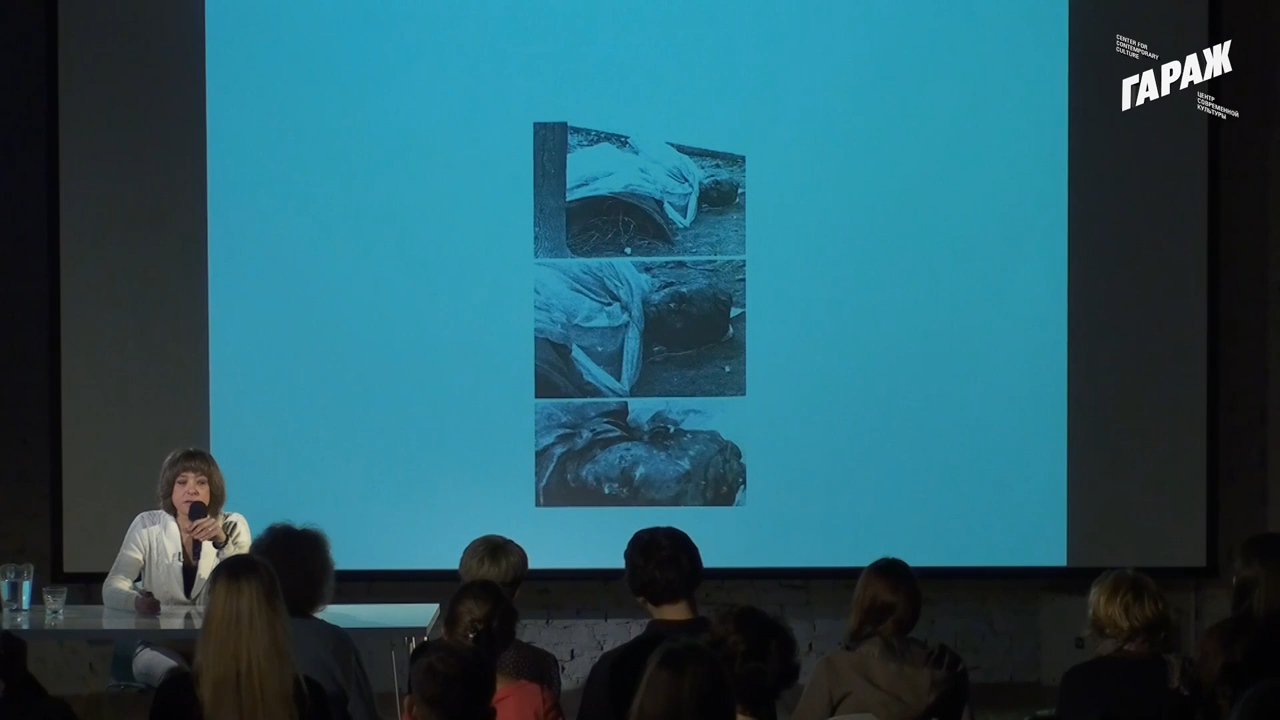 CENTER FOR
CONTEMPORARY
CULTURE
ГАРАЖ
ЦЕНТР
СОВРЕМЕННОЙ
КУЛЬТУРЫ